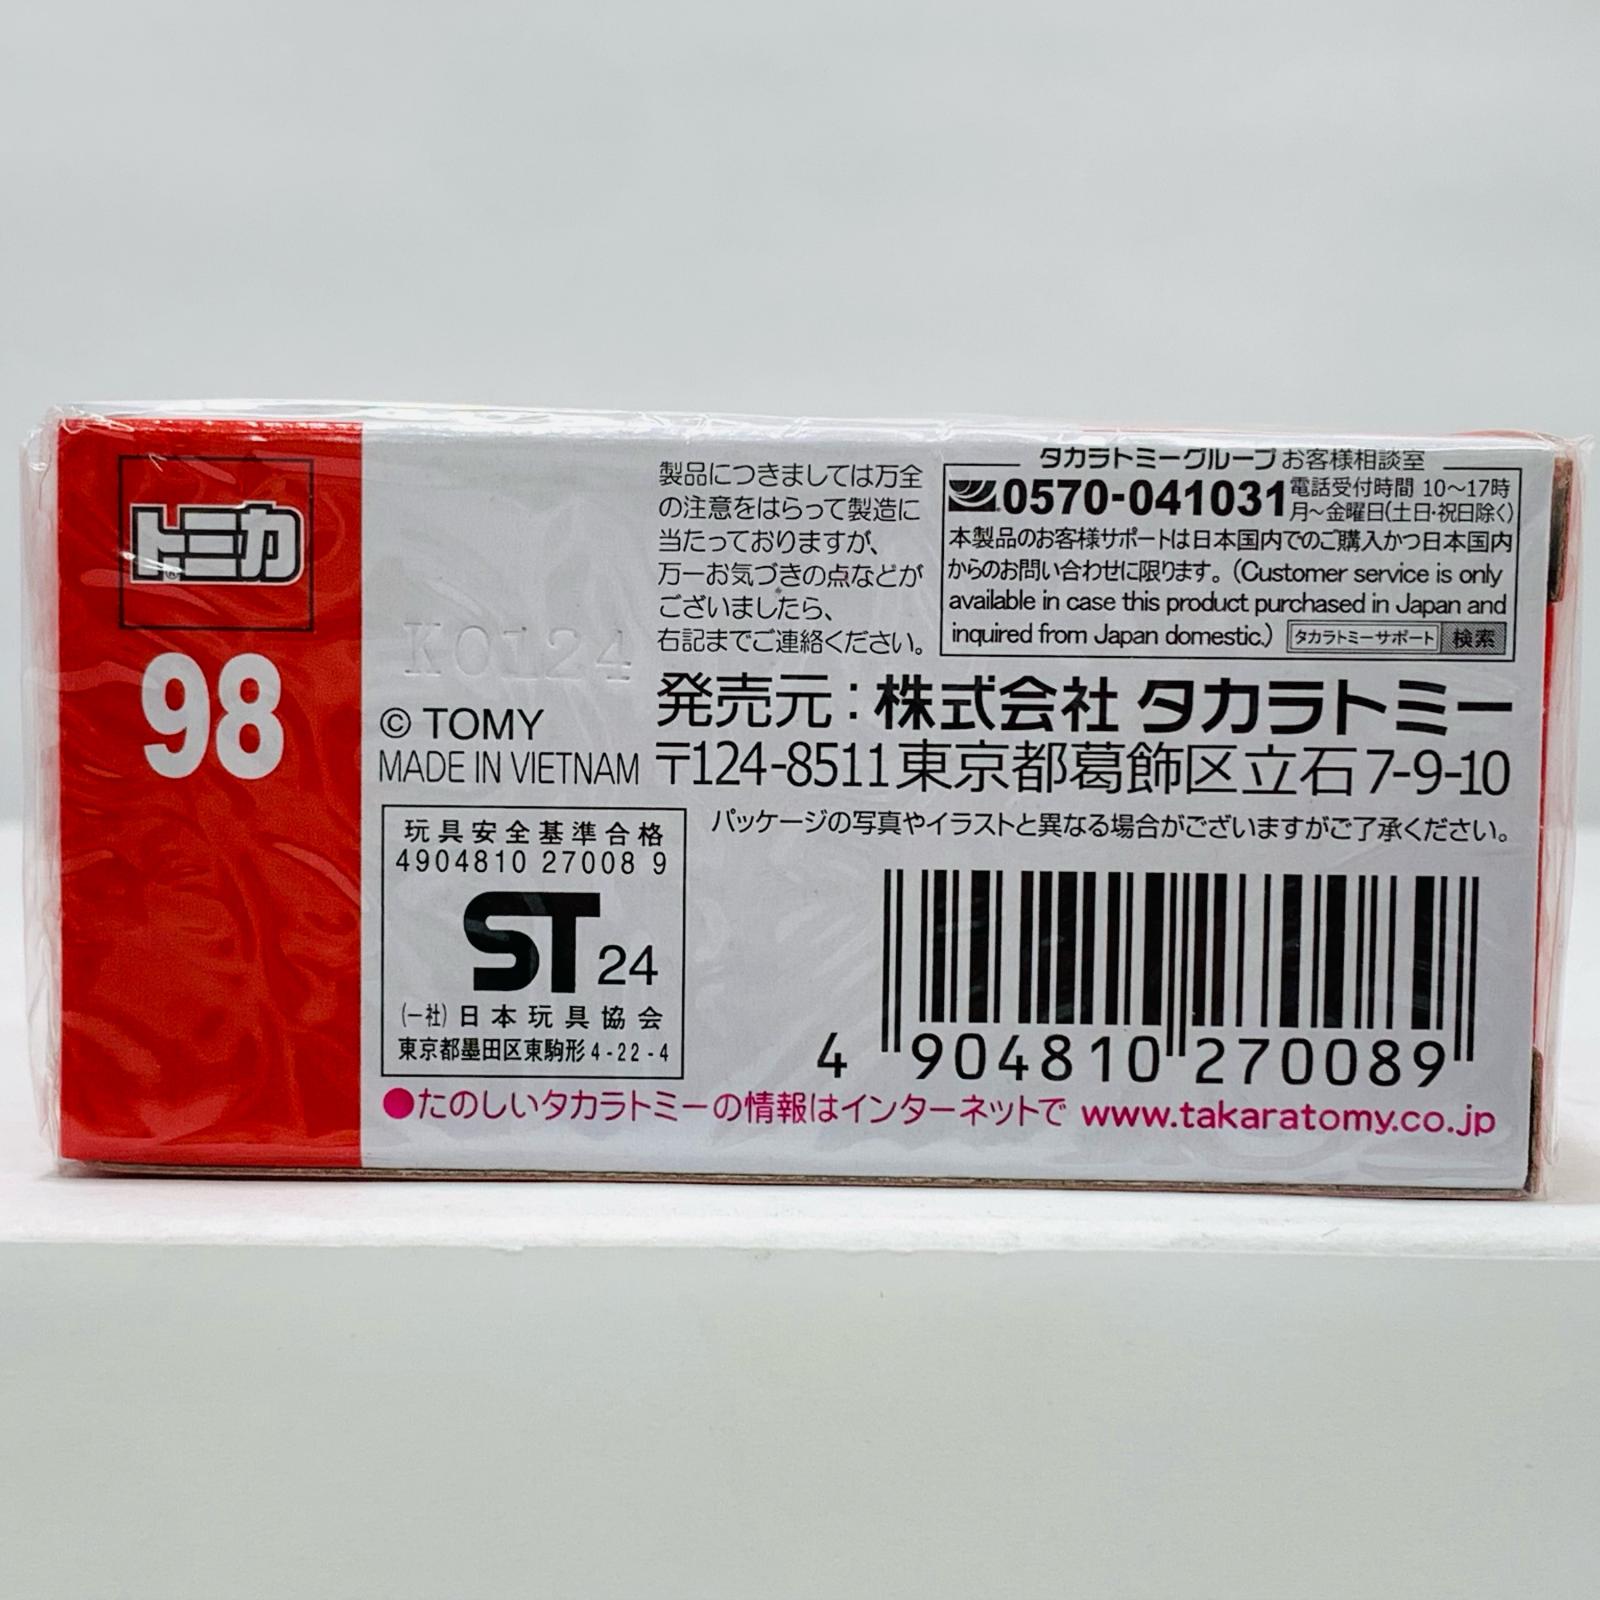 トミカ
98
K0124
© TOMY
MADE IN VIETNAM
玩具安全基準合格
4904810 27008 9
ST 24
(一社)日本玩具協会
東京都墨田区東駒形4-22-4
製品につきましては万全
の注意をはらって製造に
当たっておりますが、
万一お気づきの点などが
ございましたら、
右記までご連絡ください。
タカラトミーグループお客様相談室
0570-041031 電話受付時間 10～17時
月～金曜日(土日・祝日除く)
本製品のお客様サポートは日本国内でのご購入かつ日本国内
からのお問い合わせに限ります。(Customer service is only
available in case this product purchased in Japan and
inquired from Japan domestic.) タカラトミーサポート 検索
発売元：株式会社 タカラトミー
〒124-8511東京都葛飾区立石7-9-10
パッケージの写真やイラストと異なる場合がございますがご了承ください。
4 904810 270089
●たのしいタカラトミーの情報はインターネットで www.takaratomy.co.jp